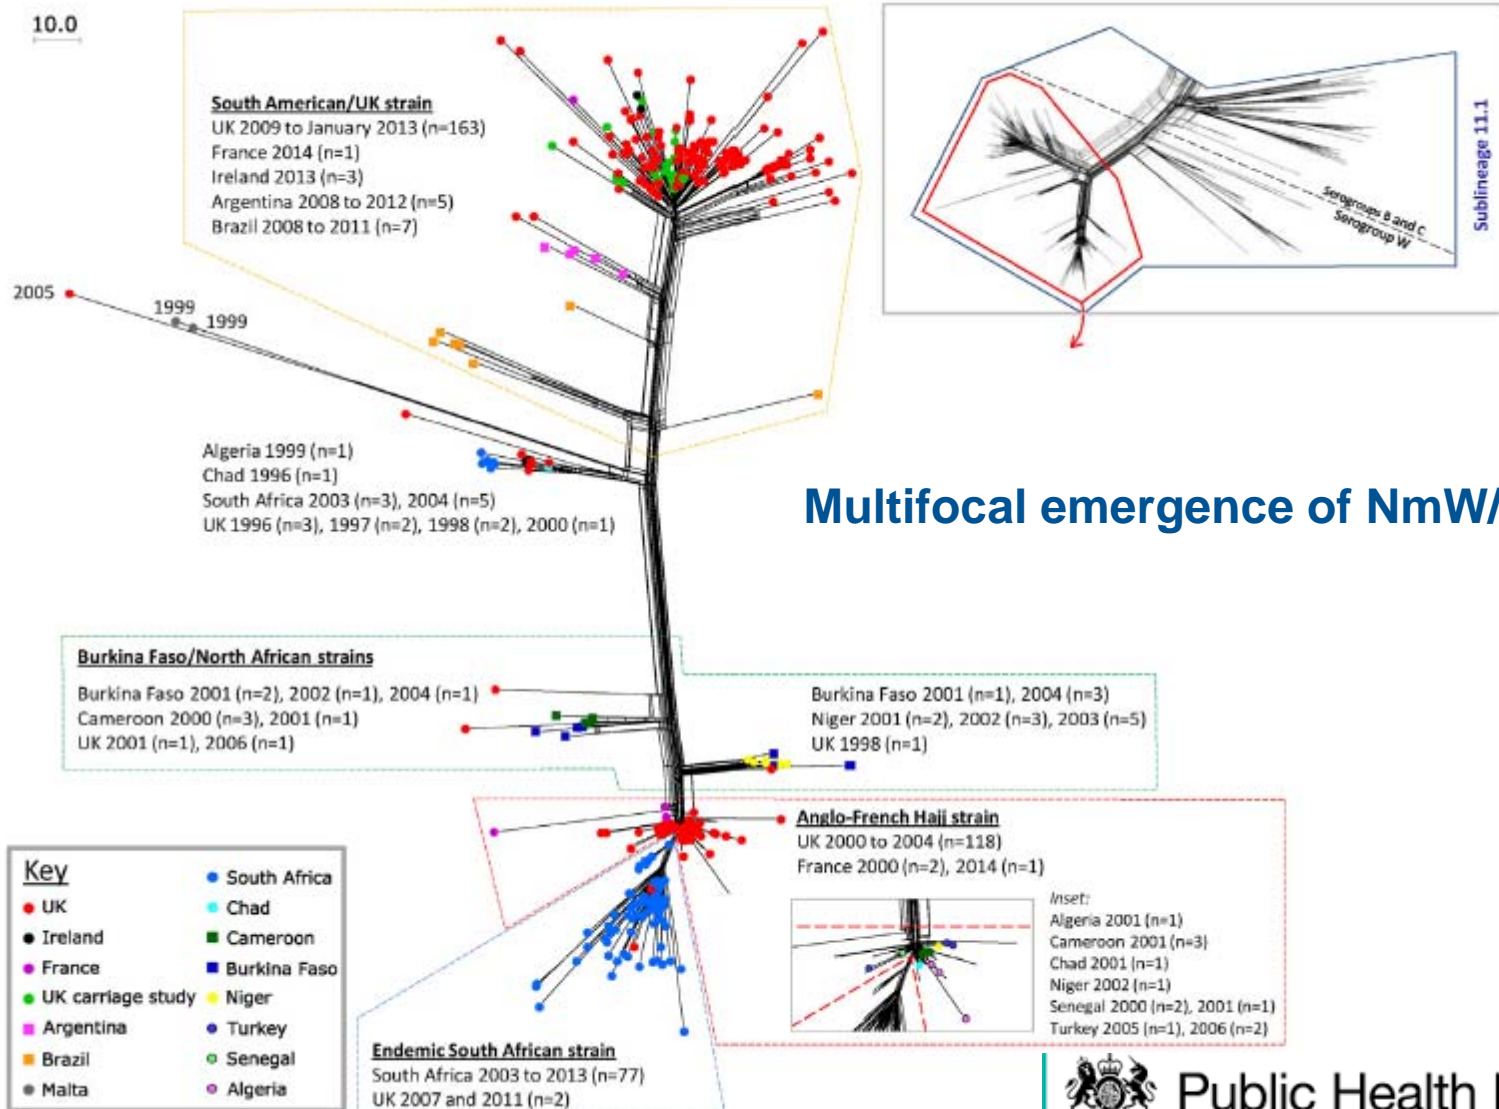 10.0
South American/UK strain
UK 2009 to January 2013 (n=163)
France 2014 (n=1)
Ireland 2013 (n=3)
Argentina 2008 to 2012 (n=5)
Brazil 2008 to 2011 (n=7)
Serogroups B and C
Serogroup W
Sublineage 11.1
2005
1999
1999
Algeria 1999 (n=1)
Chad 1996 (n=1)
South Africa 2003 (n=3), 2004 (n=5)
UK 1996 (n=3), 1997 (n=2), 1998 (n=2), 2000 (n=1)
Multifocal emergence of NmW/
Burkina Faso/North African strains
Burkina Faso 2001 (n=2), 2002 (n=1), 2004 (n=1)
Cameroon 2000 (n=3), 2001 (n=1)
UK 2001 (n=1), 2006 (n=1)
Burkina Faso 2001 (n=1), 2004 (n=3)
Niger 2001 (n=2), 2002 (n=3), 2003 (n=5)
UK 1998 (n=1)
Anglo-French Hajj strain
UK 2000 to 2004 (n=118)
France 2000 (n=2), 2014 (n=1)
Inset:
Algeria 2001 (n=1)
Cameroon 2001 (n=3)
Chad 2001 (n=1)
Niger 2002 (n=1)
Senegal 2000 (n=2), 2001 (n=1)
Turkey 2005 (n=1), 2006 (n=2)
Key
UK
Ireland
France
UK carriage study
Argentina
Brazil
Malta
South Africa
Chad
Cameroon
Burkina Faso
Niger
Turkey
Senegal
Algeria
Endemic South African strain
South Africa 2003 to 2013 (n=77)
UK 2007 and 2011 (n=2)
Public Health